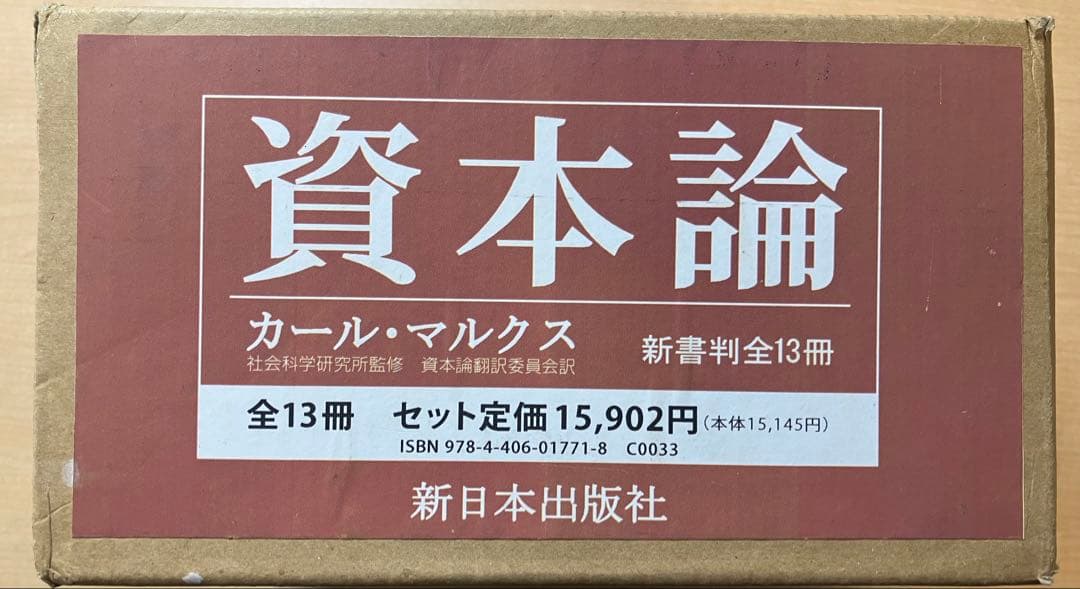 資本論
カール・マルクス
社会科学研究所監修　資本論翻訳委員会訳
新書判全13冊
全13冊　セット定価15,902円（本体15,145円）
ISBN 978-4-406-01771-8　C0033
新日本出版社